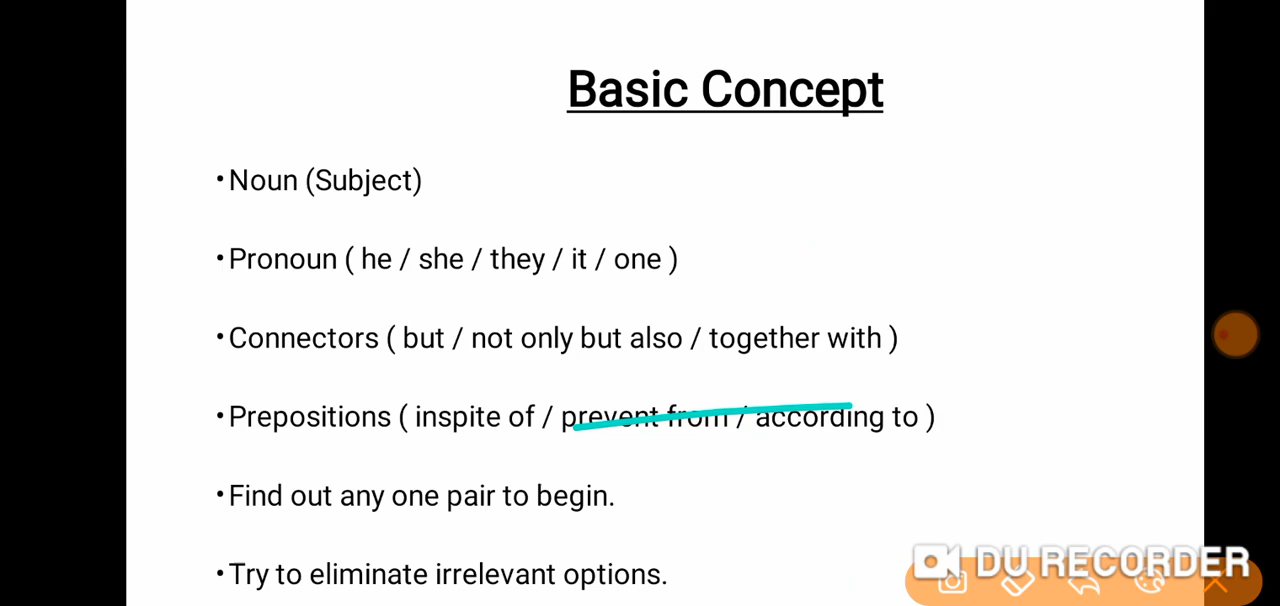 Basic Concept
•Noun (Subject)
•Pronoun ( he / she / they / it / one )
•Connectors ( but / not only but also / together with )
•Prepositions ( inspite of / prevent from / according to )
•Find out any one pair to begin.
•Try to eliminate irrelevant options.
DU RECORDER